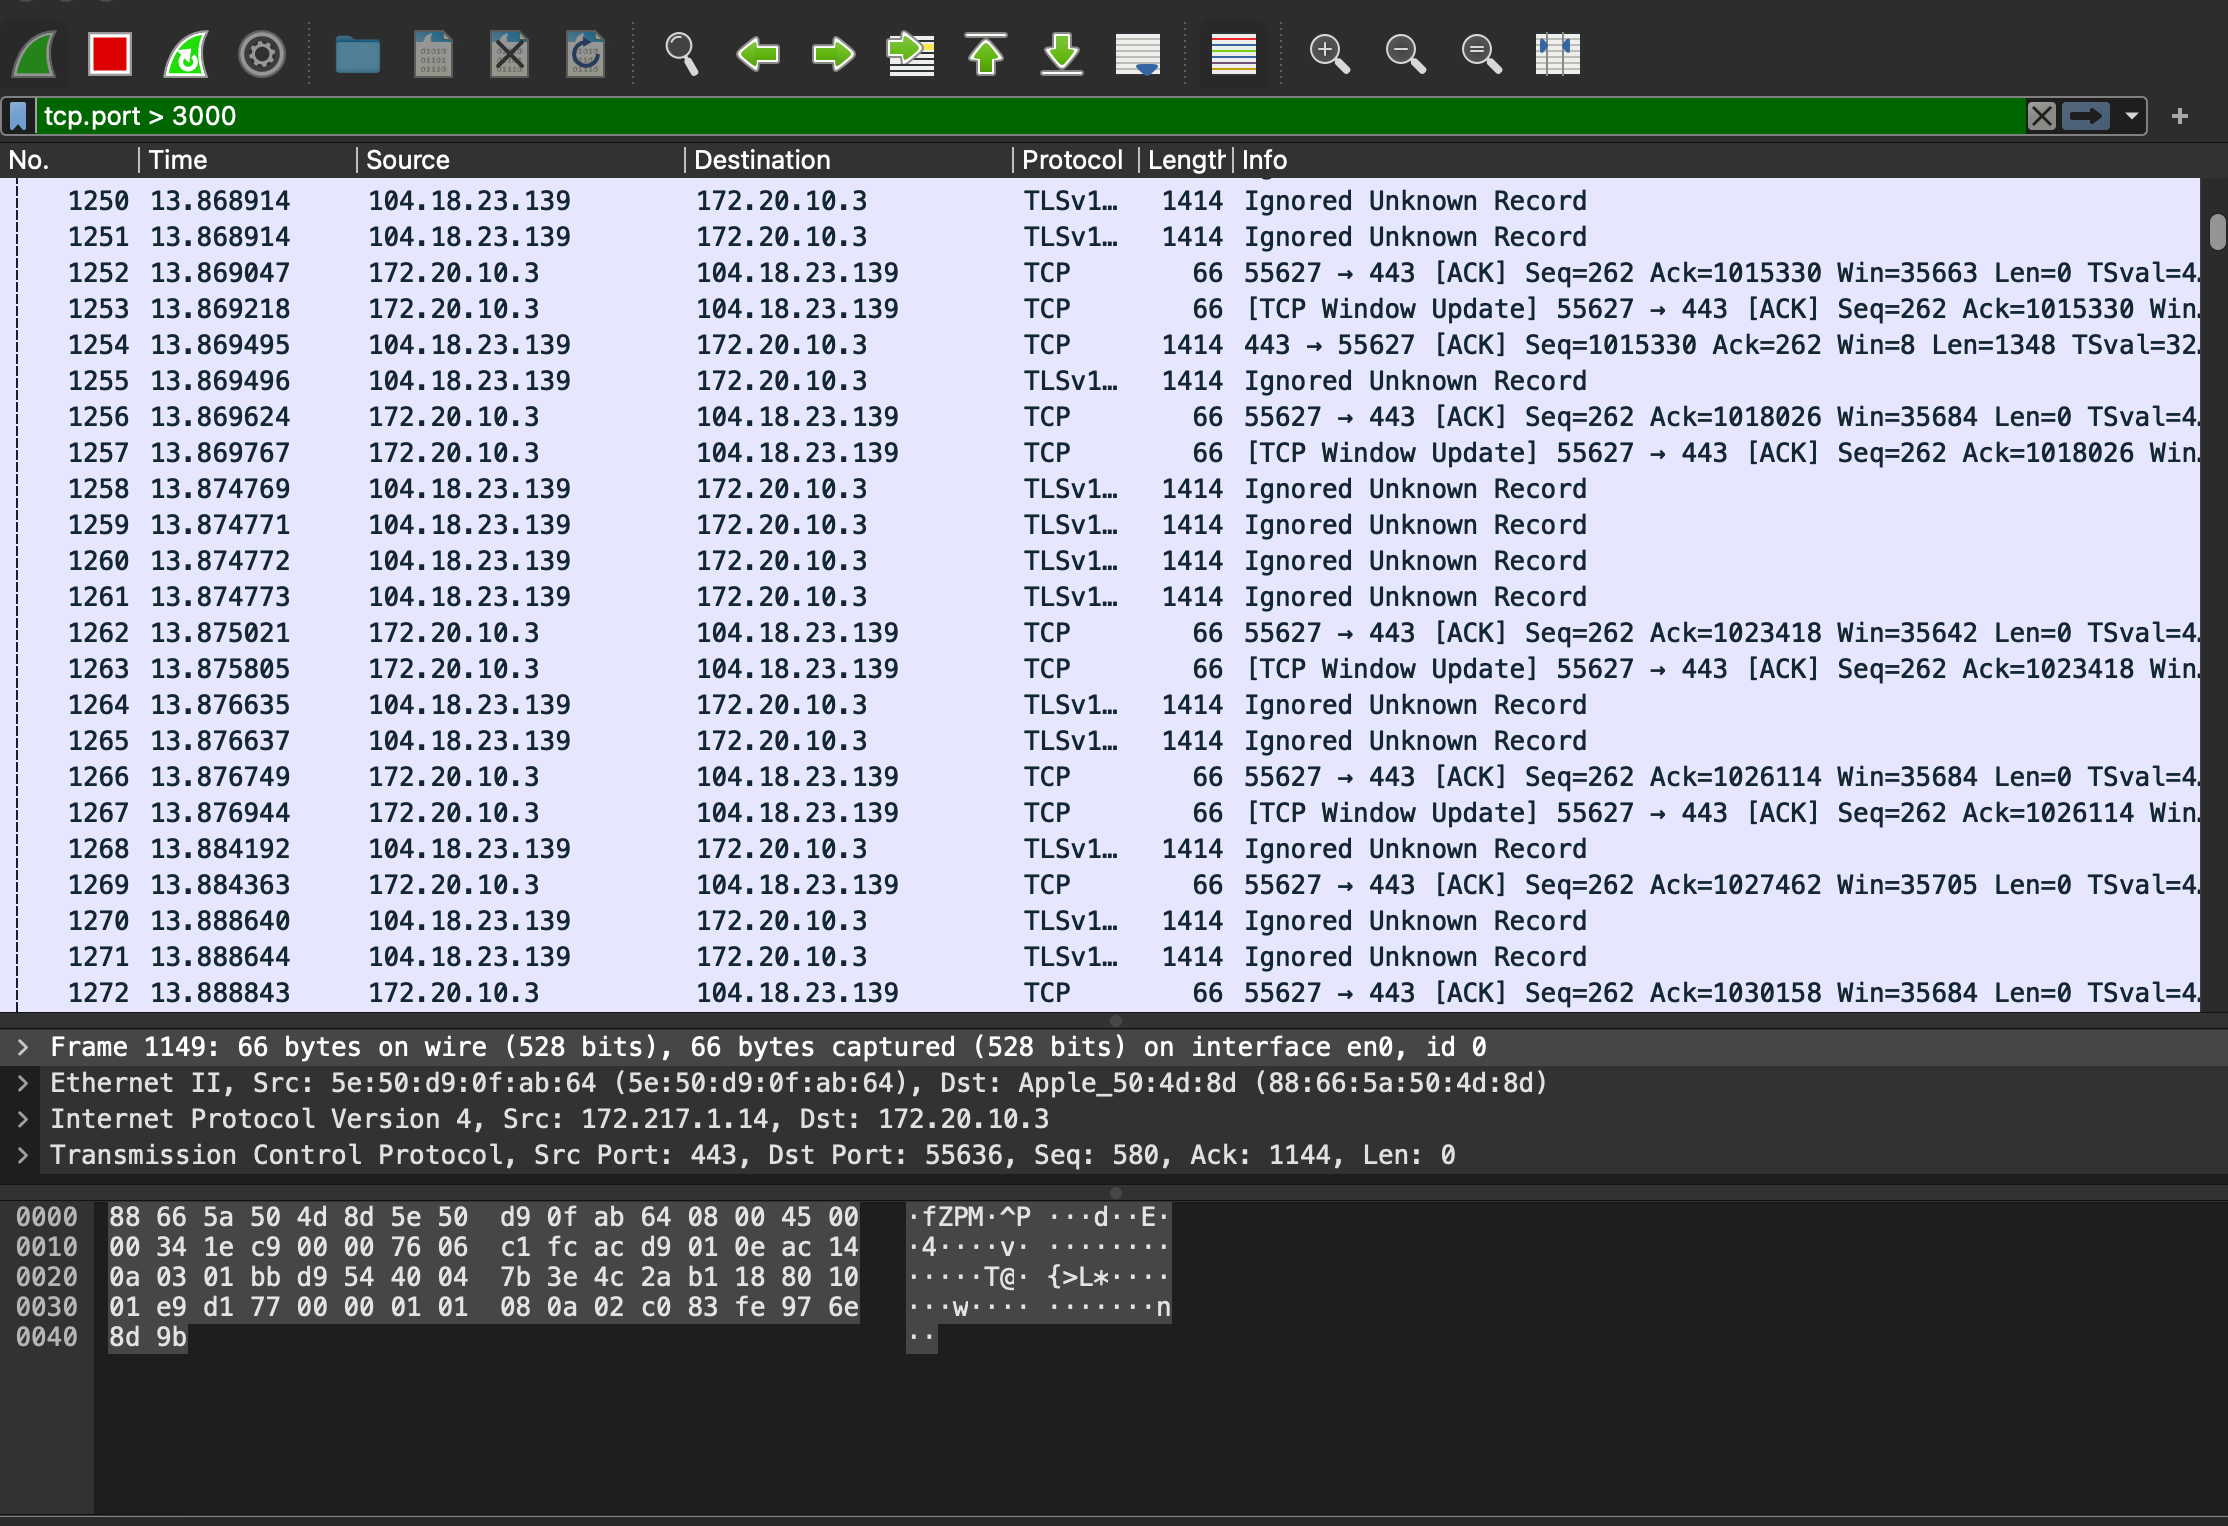 tcp.port > 3000
No. Time Source Destination Protocol Length Info
1250 13.868914 104.18.23.139 172.20.10.3 TLSv1… 1414 Ignored Unknown Record
1251 13.868914 104.18.23.139 172.20.10.3 TLSv1… 1414 Ignored Unknown Record
1252 13.869047 172.20.10.3 104.18.23.139 TCP 66 55627 → 443 [ACK] Seq=262 Ack=1015330 Win=35663 Len=0 TSval=4…
1253 13.869218 172.20.10.3 104.18.23.139 TCP 66 [TCP Window Update] 55627 → 443 [ACK] Seq=262 Ack=1015330 Win…
1254 13.869495 104.18.23.139 172.20.10.3 TCP 1414 443 → 55627 [ACK] Seq=1015330 Ack=262 Win=8 Len=1348 TSval=32…
1255 13.869496 104.18.23.139 172.20.10.3 TLSv1… 1414 Ignored Unknown Record
1256 13.869624 172.20.10.3 104.18.23.139 TCP 66 55627 → 443 [ACK] Seq=262 Ack=1018026 Win=35684 Len=0 TSval=4…
1257 13.869767 172.20.10.3 104.18.23.139 TCP 66 [TCP Window Update] 55627 → 443 [ACK] Seq=262 Ack=1018026 Win…
1258 13.874769 104.18.23.139 172.20.10.3 TLSv1… 1414 Ignored Unknown Record
1259 13.874771 104.18.23.139 172.20.10.3 TLSv1… 1414 Ignored Unknown Record
1260 13.874772 104.18.23.139 172.20.10.3 TLSv1… 1414 Ignored Unknown Record
1261 13.874773 104.18.23.139 172.20.10.3 TLSv1… 1414 Ignored Unknown Record
1262 13.875021 172.20.10.3 104.18.23.139 TCP 66 55627 → 443 [ACK] Seq=262 Ack=1023418 Win=35642 Len=0 TSval=4…
1263 13.875805 172.20.10.3 104.18.23.139 TCP 66 [TCP Window Update] 55627 → 443 [ACK] Seq=262 Ack=1023418 Win…
1264 13.876635 104.18.23.139 172.20.10.3 TLSv1… 1414 Ignored Unknown Record
1265 13.876637 104.18.23.139 172.20.10.3 TLSv1… 1414 Ignored Unknown Record
1266 13.876749 172.20.10.3 104.18.23.139 TCP 66 55627 → 443 [ACK] Seq=262 Ack=1026114 Win=35684 Len=0 TSval=4…
1267 13.876944 172.20.10.3 104.18.23.139 TCP 66 [TCP Window Update] 55627 → 443 [ACK] Seq=262 Ack=1026114 Win…
1268 13.884192 104.18.23.139 172.20.10.3 TLSv1… 1414 Ignored Unknown Record
1269 13.884363 172.20.10.3 104.18.23.139 TCP 66 55627 → 443 [ACK] Seq=262 Ack=1027462 Win=35705 Len=0 TSval=4…
1270 13.888640 104.18.23.139 172.20.10.3 TLSv1… 1414 Ignored Unknown Record
1271 13.888644 104.18.23.139 172.20.10.3 TLSv1… 1414 Ignored Unknown Record
1272 13.888843 172.20.10.3 104.18.23.139 TCP 66 55627 → 443 [ACK] Seq=262 Ack=1030158 Win=35684 Len=0 TSval=4…
Frame 1149: 66 bytes on wire (528 bits), 66 bytes captured (528 bits) on interface en0, id 0
Ethernet II, Src: 5e:50:d9:0f:ab:64 (5e:50:d9:0f:ab:64), Dst: Apple_50:4d:8d (88:66:5a:50:4d:8d)
Internet Protocol Version 4, Src: 172.217.1.14, Dst: 172.20.10.3
Transmission Control Protocol, Src Port: 443, Dst Port: 55636, Seq: 580, Ack: 1144, Len: 0
0000 88 66 5a 50 4d 8d 5e 50 d9 0f ab 64 08 00 45 00 ·fZPM·^P ···d··E·
0010 00 34 1e c9 00 00 76 06 c1 fc ac d9 01 0e ac 14 ·4····v· ········
0020 0a 03 01 bb d9 54 40 04 7b 3e 4c 2a b1 18 80 10 ·····T@· {>L*····
0030 01 e9 d1 77 00 00 01 01 08 0a 02 c0 83 fe 97 6e ···w···· ·······n
0040 8d 9b ··